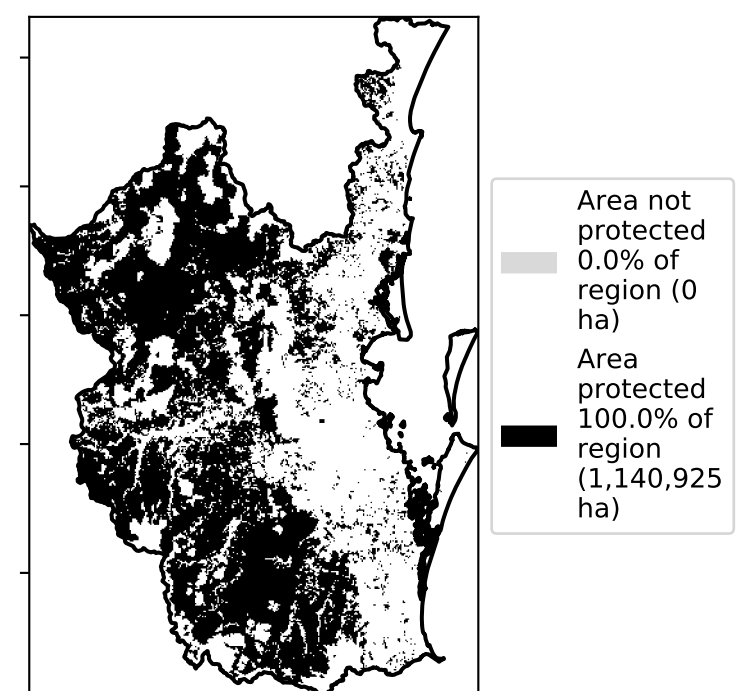 Area not
protected
0.0% of
region (0
ha)
Area
protected
100.0% of
region
(1,140,925
ha)